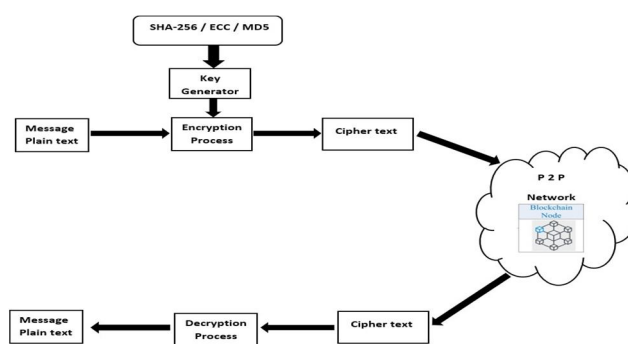 SHA-256 / ECC / MD5
Key
Generator
Message
Plain text
Encryption
Process
Cipher text
P 2 P
Network
Blockchain
Node
Message
Plain text
Decryption
Process
Cipher text